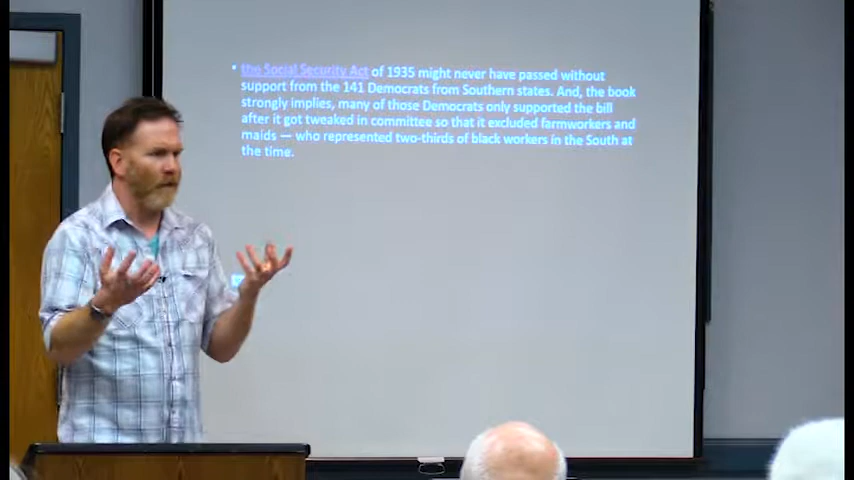 • the Social Security Act of 1935 might never have passed without
support from the 141 Democrats from Southern states. And, the book
strongly implies, many of those Democrats only supported the bill
after it got tweaked in committee so that it excluded farmworkers and
maids — who represented two-thirds of black workers in the South at
the time.